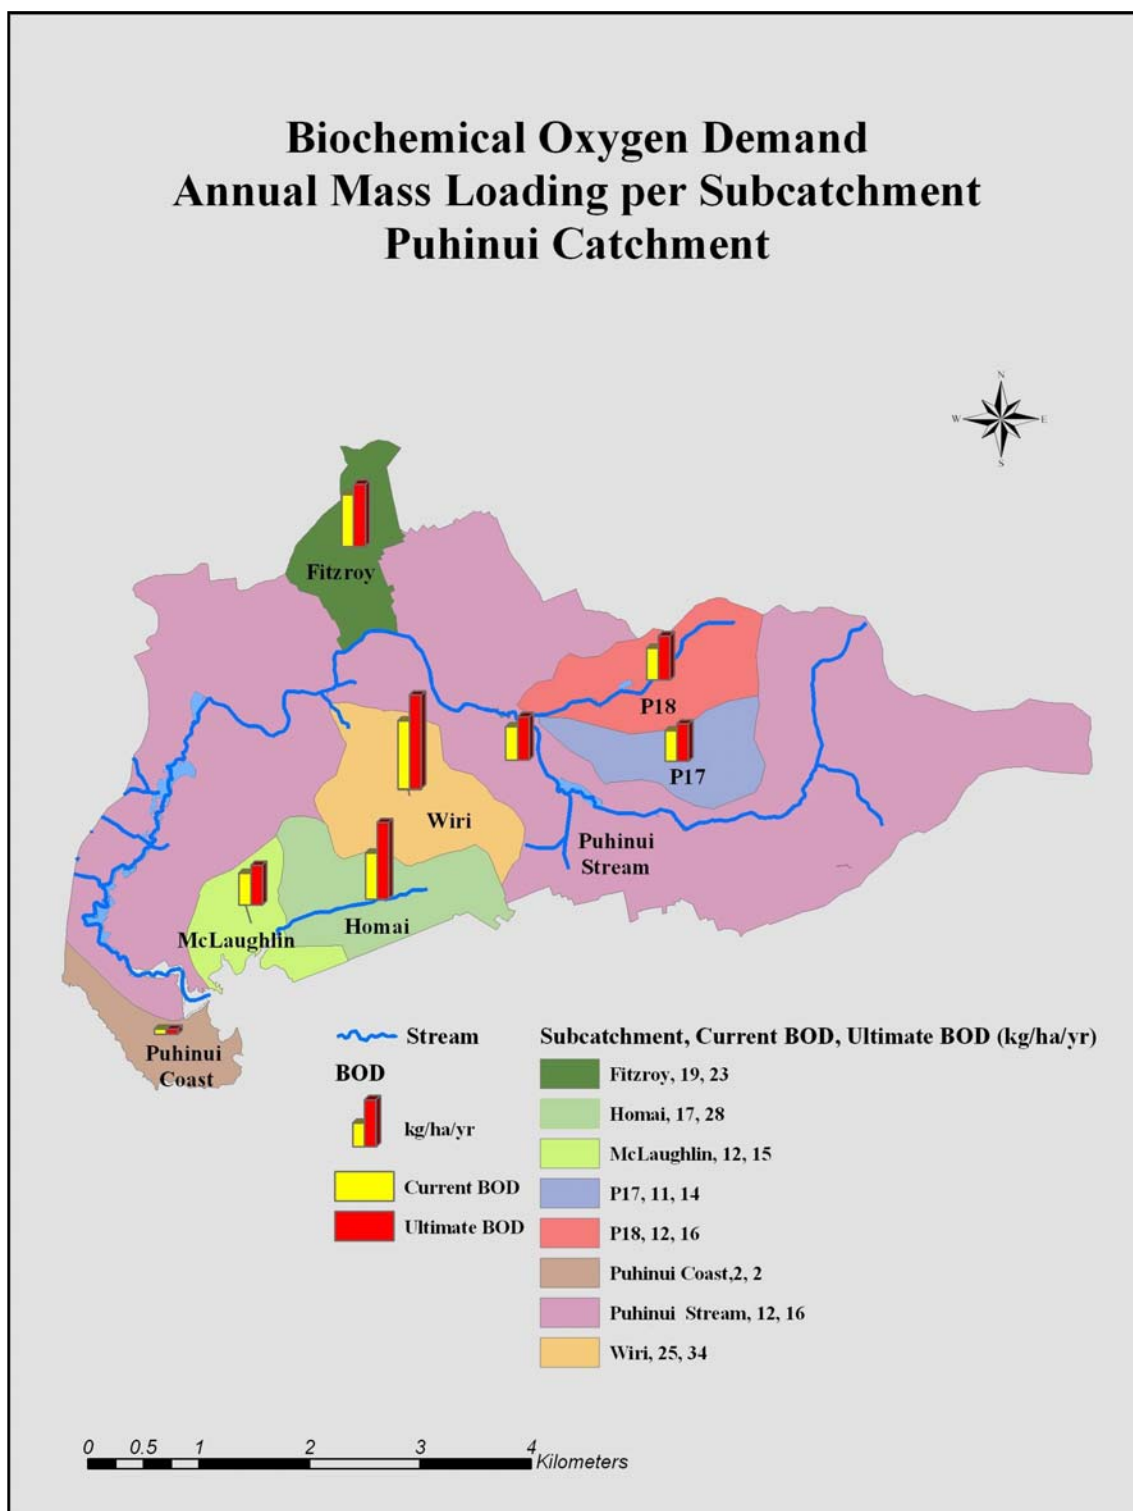 Biochemical Oxygen Demand
Annual Mass Loading per Subcatchment
Puhinui Catchment
N
W
E
S
Fitzroy
P18
P17
Wiri
Puhinui
Stream
Homai
McLaughlin
Puhinui
Coast
Stream
BOD
kg/ha/yr
Current BOD
Ultimate BOD
Subcatchment, Current BOD, Ultimate BOD (kg/ha/yr)
Fitzroy, 19, 23
Homai, 17, 28
McLaughlin, 12, 15
P17, 11, 14
P18, 12, 16
Puhinui Coast,2, 2
Puhinui Stream, 12, 16
Wiri, 25, 34
0 0.5 1 2 3 4
Kilometers